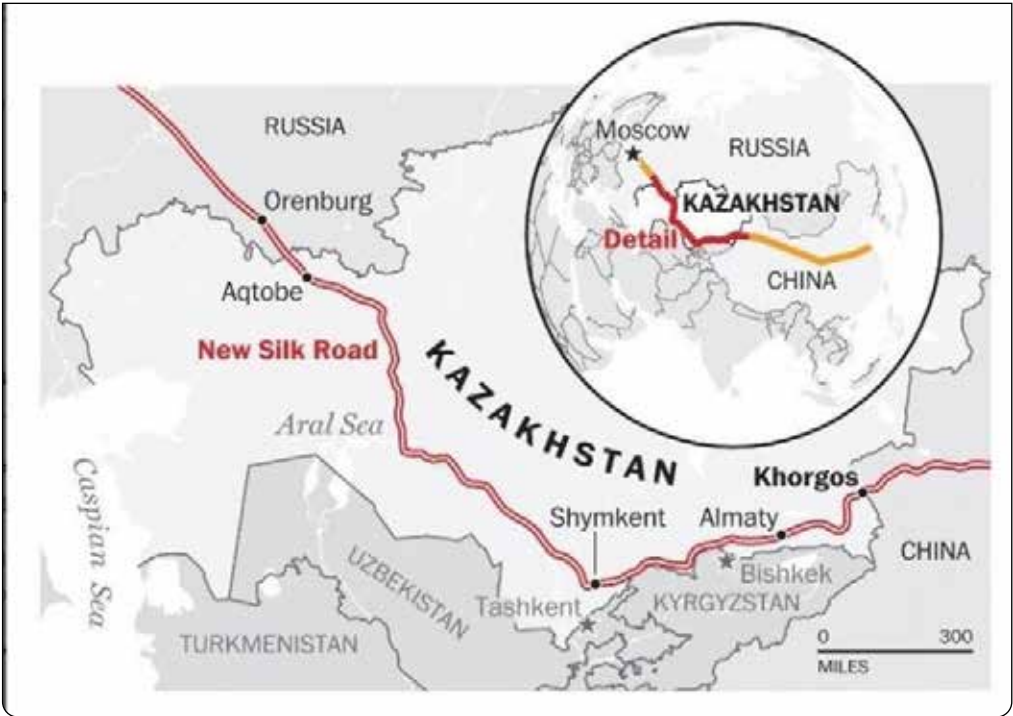 RUSSIA
Moscow
RUSSIA
KAZAKHSTAN
Detail
CHINA
Orenburg
Aqtobe
New Silk Road
KAZAKHSTAN
Aral Sea
Caspian Sea
Khorgos
Shymkent
Almaty
CHINA
UZBEKISTAN
Tashkent
Bishkek
KYRGYZSTAN
TURKMENISTAN
0 300
MILES